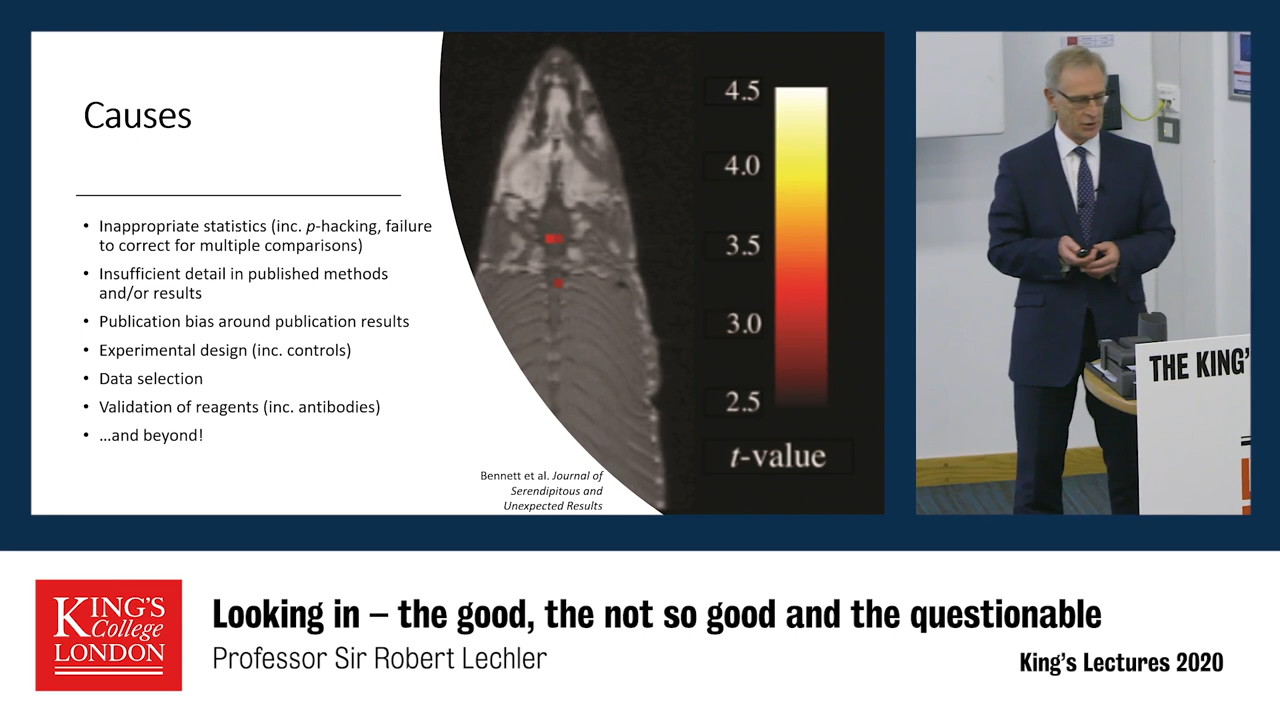 Causes
• Inappropriate statistics (inc. p-hacking, failure
to correct for multiple comparisons)
• Insufficient detail in published methods
and/or results
• Publication bias around publication results
• Experimental design (inc. controls)
• Data selection
• Validation of reagents (inc. antibodies)
• …and beyond!
Bennett et al. Journal of
Serendipitous and
Unexpected Results
4.5
4.0
3.5
3.0
2.5
t-value
THE KING'
KING'S
College
LONDON
Looking in – the good, the not so good and the questionable
Professor Sir Robert Lechler
King's Lectures 2020